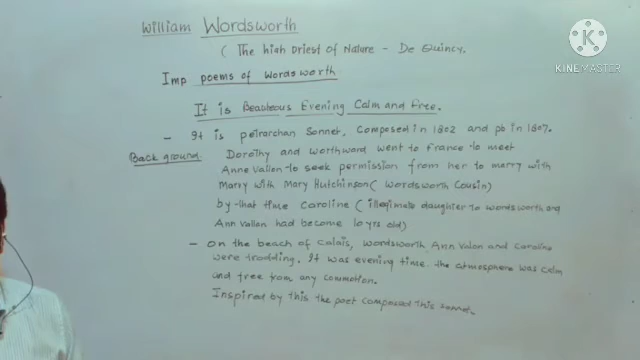 William Wordsworth
( The high Driest of Nature - De Quincy.
Imp poems of Wordsworth
It is Beauteous Evening Calm and free.
- It is petrarchan Sonnet, Composed in 1802 and pb in 1807.
Background. Dorothy and worthward went to France to meet
Anne Vallon to seek permission from her to marry with
Marry with Mary Hutchinson ( Wordsworth Cousin)
by that time Caroline ( illegimate daughter to wordsworth and
Ann Vallon had become 10 yrs old)
- on the beach of Calais, Wordsworth, Ann Valon and Caroline
were trodding. It was evening time. the atmosphere was calm
and free from any commotion.
Inspired by this the poet composed this sonnet.
K
KINEMASTER